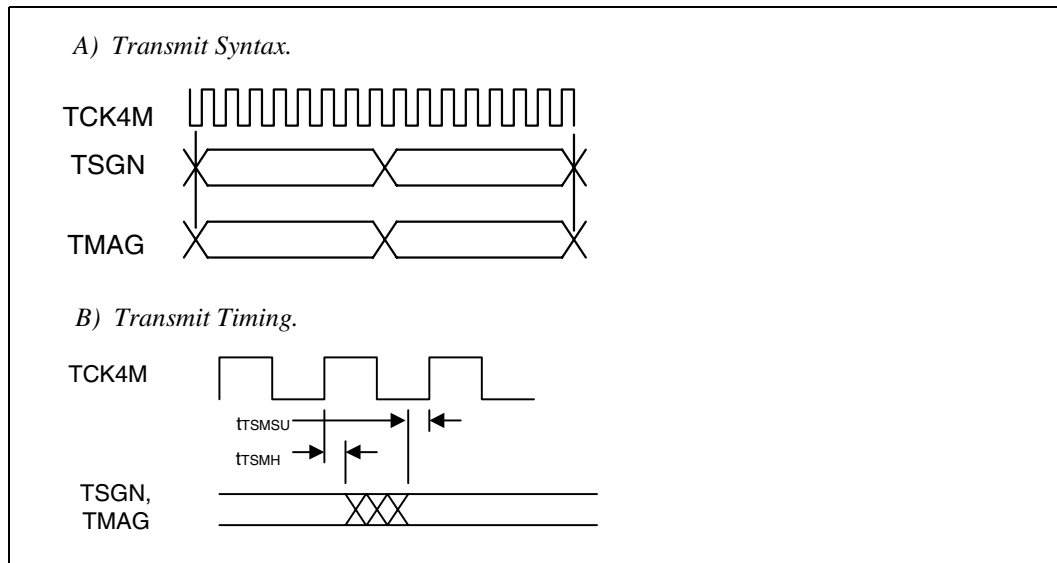 A) Transmit Syntax.
TCK4M
TSGN
TMAG
B) Transmit Timing.
TCK4M
tTSMSU
tTSMH
TSGN,
TMAG